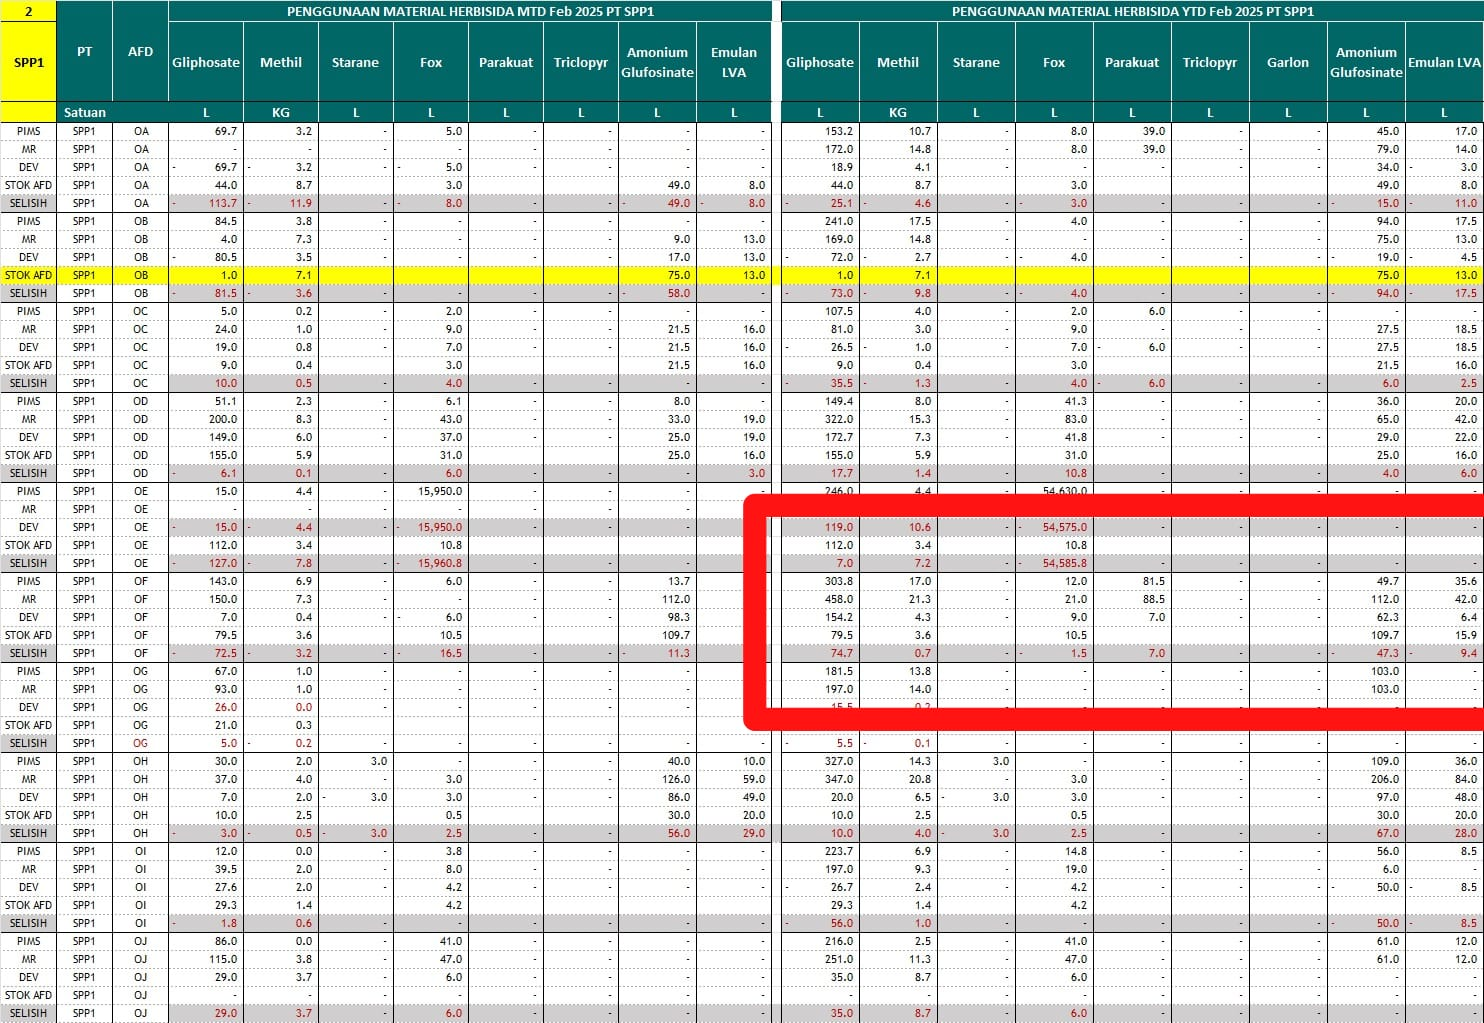 2 PENGGUNAAN MATERIAL HERBISIDA MTD Feb 2025 PT SPP1 PENGGUNAAN MATERIAL HERBISIDA YTD Feb 2025 PT SPP1
SPP1 PT AFD Gliphosate Methil Starane Fox Parakuat Triclopyr Amonium Glufosinate Emulan LVA Gliphosate Methil Starane Fox Parakuat Triclopyr Garlon Amonium Glufosinate Emulan LVA
Satuan L KG L L L L L L L KG L L L L L L L
PIMS SPP1 OA 69.7 3.2 - 5.0 - - - - 153.2 10.7 - 8.0 39.0 - - 45.0 17.0
MR SPP1 OA - - - - - - - - 172.0 14.8 - 8.0 39.0 - - 79.0 14.0
DEV SPP1 OA - 69.7 - 3.2 - - 5.0 - - - - 18.9 4.1 - - - - - 34.0 - 3.0
STOK AFD SPP1 OA 44.0 8.7 3.0 49.0 8.0 44.0 8.7 3.0 49.0 8.0
SELISIH SPP1 OA - 113.7 - 11.9 - - 8.0 - - - 49.0 - 8.0 - 25.1 - 4.6 - - 3.0 - - - - 15.0 - 11.0
PIMS SPP1 OB 84.5 3.8 - - - - - - 241.0 17.5 - 4.0 - - - 94.0 17.5
MR SPP1 OB 4.0 7.3 - - - - 9.0 13.0 169.0 14.8 - - - - - 75.0 13.0
DEV SPP1 OB - 80.5 3.5 - - - - 17.0 13.0 - 72.0 - 2.7 - - 4.0 - - - - 19.0 - 4.5
STOK AFD SPP1 OB 1.0 7.1 75.0 13.0 1.0 7.1 75.0 13.0
SELISIH SPP1 OB - 81.5 - 3.6 - - - - - 58.0 - - 73.0 - 9.8 - - 4.0 - - - - 94.0 - 17.5
PIMS SPP1 OC 5.0 0.2 - 2.0 - - - - 107.5 4.0 - 2.0 6.0 - - - -
MR SPP1 OC 24.0 1.0 - 9.0 - - 21.5 16.0 81.0 3.0 - 9.0 - - - 27.5 18.5
DEV SPP1 OC 19.0 0.8 - 7.0 - - 21.5 16.0 - 26.5 - 1.0 - 7.0 - 6.0 - - 27.5 18.5
STOK AFD SPP1 OC 9.0 0.4 3.0 21.5 16.0 9.0 0.4 3.0 21.5 16.0
SELISIH SPP1 OC 10.0 0.5 - 4.0 - - - - - 35.5 - 1.3 - 4.0 - 6.0 - - 6.0 2.5
PIMS SPP1 OD 51.1 2.3 - 6.1 - - 8.0 - 149.4 8.0 - 41.3 - - - 36.0 20.0
MR SPP1 OD 200.0 8.3 - 43.0 - - 33.0 19.0 322.0 15.3 - 83.0 - - - 65.0 42.0
DEV SPP1 OD 149.0 6.0 - 37.0 - - 25.0 19.0 172.7 7.3 - 41.8 - - - 29.0 22.0
STOK AFD SPP1 OD 155.0 5.9 31.0 25.0 16.0 155.0 5.9 31.0 25.0 16.0
SELISIH SPP1 OD - 6.1 0.1 - 6.0 - - - 3.0 17.7 1.4 - 10.8 - - - 4.0 6.0
PIMS SPP1 OE 15.0 4.4 - 15,950.0 - - - - 246.0 4.4 - 54,630.0
MR SPP1 OE - - - - - - -
DEV SPP1 OE - 15.0 - 4.4 - - 15,950.0 - - - 119.0 10.6 - - 54,575.0 - - - - -
STOK AFD SPP1 OE 112.0 3.4 10.8 112.0 3.4 10.8
SELISIH SPP1 OE - 127.0 - 7.8 - - 15,960.8 - - - 7.0 7.2 - - 54,585.8 - - - - -
PIMS SPP1 OF 143.0 6.9 - 6.0 - - 13.7 303.8 17.0 - 12.0 81.5 - - 49.7 35.6
MR SPP1 OF 150.0 7.3 - - - - 112.0 458.0 21.3 - 21.0 88.5 - - 112.0 42.0
DEV SPP1 OF 7.0 0.4 - - 6.0 - - 98.3 154.2 4.3 - 9.0 7.0 - - 62.3 6.4
STOK AFD SPP1 OF 79.5 3.6 10.5 109.7 79.5 3.6 10.5 109.7 15.9
SELISIH SPP1 OF - 72.5 - 3.2 - - 16.5 - - - 11.3 74.7 0.7 - - 1.5 7.0 - - - 47.3 - 9.4
PIMS SPP1 OG 67.0 1.0 - - - - - 181.5 13.8 - - - - - 103.0 -
MR SPP1 OG 93.0 1.0 - - - - - 197.0 14.0 - - - - - 103.0 -
DEV SPP1 OG 26.0 0.0 - - - - - 15.5 0.2
STOK AFD SPP1 OG 21.0 0.3
SELISIH SPP1 OG 5.0 - 0.2 - - - - - - - 5.5 - 0.1 - - - - - - -
PIMS SPP1 OH 30.0 2.0 3.0 - - - 40.0 10.0 327.0 14.3 3.0 - - - - 109.0 36.0
MR SPP1 OH 37.0 4.0 - 3.0 - - 126.0 59.0 347.0 20.8 - 3.0 - - - 206.0 84.0
DEV SPP1 OH 7.0 2.0 - 3.0 3.0 - - 86.0 49.0 20.0 6.5 - 3.0 3.0 - - - 97.0 48.0
STOK AFD SPP1 OH 10.0 2.5 0.5 30.0 20.0 10.0 2.5 0.5 30.0 20.0
SELISIH SPP1 OH - 3.0 - 0.5 - 3.0 2.5 - - 56.0 29.0 10.0 4.0 - 3.0 2.5 - - - 67.0 28.0
PIMS SPP1 OI 12.0 0.0 - 3.8 - - - - 223.7 6.9 - 14.8 - - - 56.0 8.5
MR SPP1 OI 39.5 2.0 - 8.0 - - - - 197.0 9.3 - 19.0 - - - 6.0 -
DEV SPP1 OI 27.6 2.0 - 4.2 - - - - - 26.7 2.4 - 4.2 - - - - 50.0 - 8.5
STOK AFD SPP1 OI 29.3 1.4 4.2 29.3 1.4 4.2
SELISIH SPP1 OI - 1.8 0.6 - - - - - - - 56.0 1.0 - - - - - - 50.0 - 8.5
PIMS SPP1 OJ 86.0 0.0 - 41.0 - - - - 216.0 2.5 - 41.0 - - - 61.0 12.0
MR SPP1 OJ 115.0 3.8 - 47.0 - - - - 251.0 11.3 - 47.0 - - - 61.0 12.0
DEV SPP1 OJ 29.0 3.7 - 6.0 - - - - 35.0 8.7 - 6.0 - - - - -
STOK AFD SPP1 OJ - - - - - - - - - - - - - - - - -
SELISIH SPP1 OJ 29.0 3.7 - 6.0 - - - - 35.0 8.7 - 6.0 - - - - -